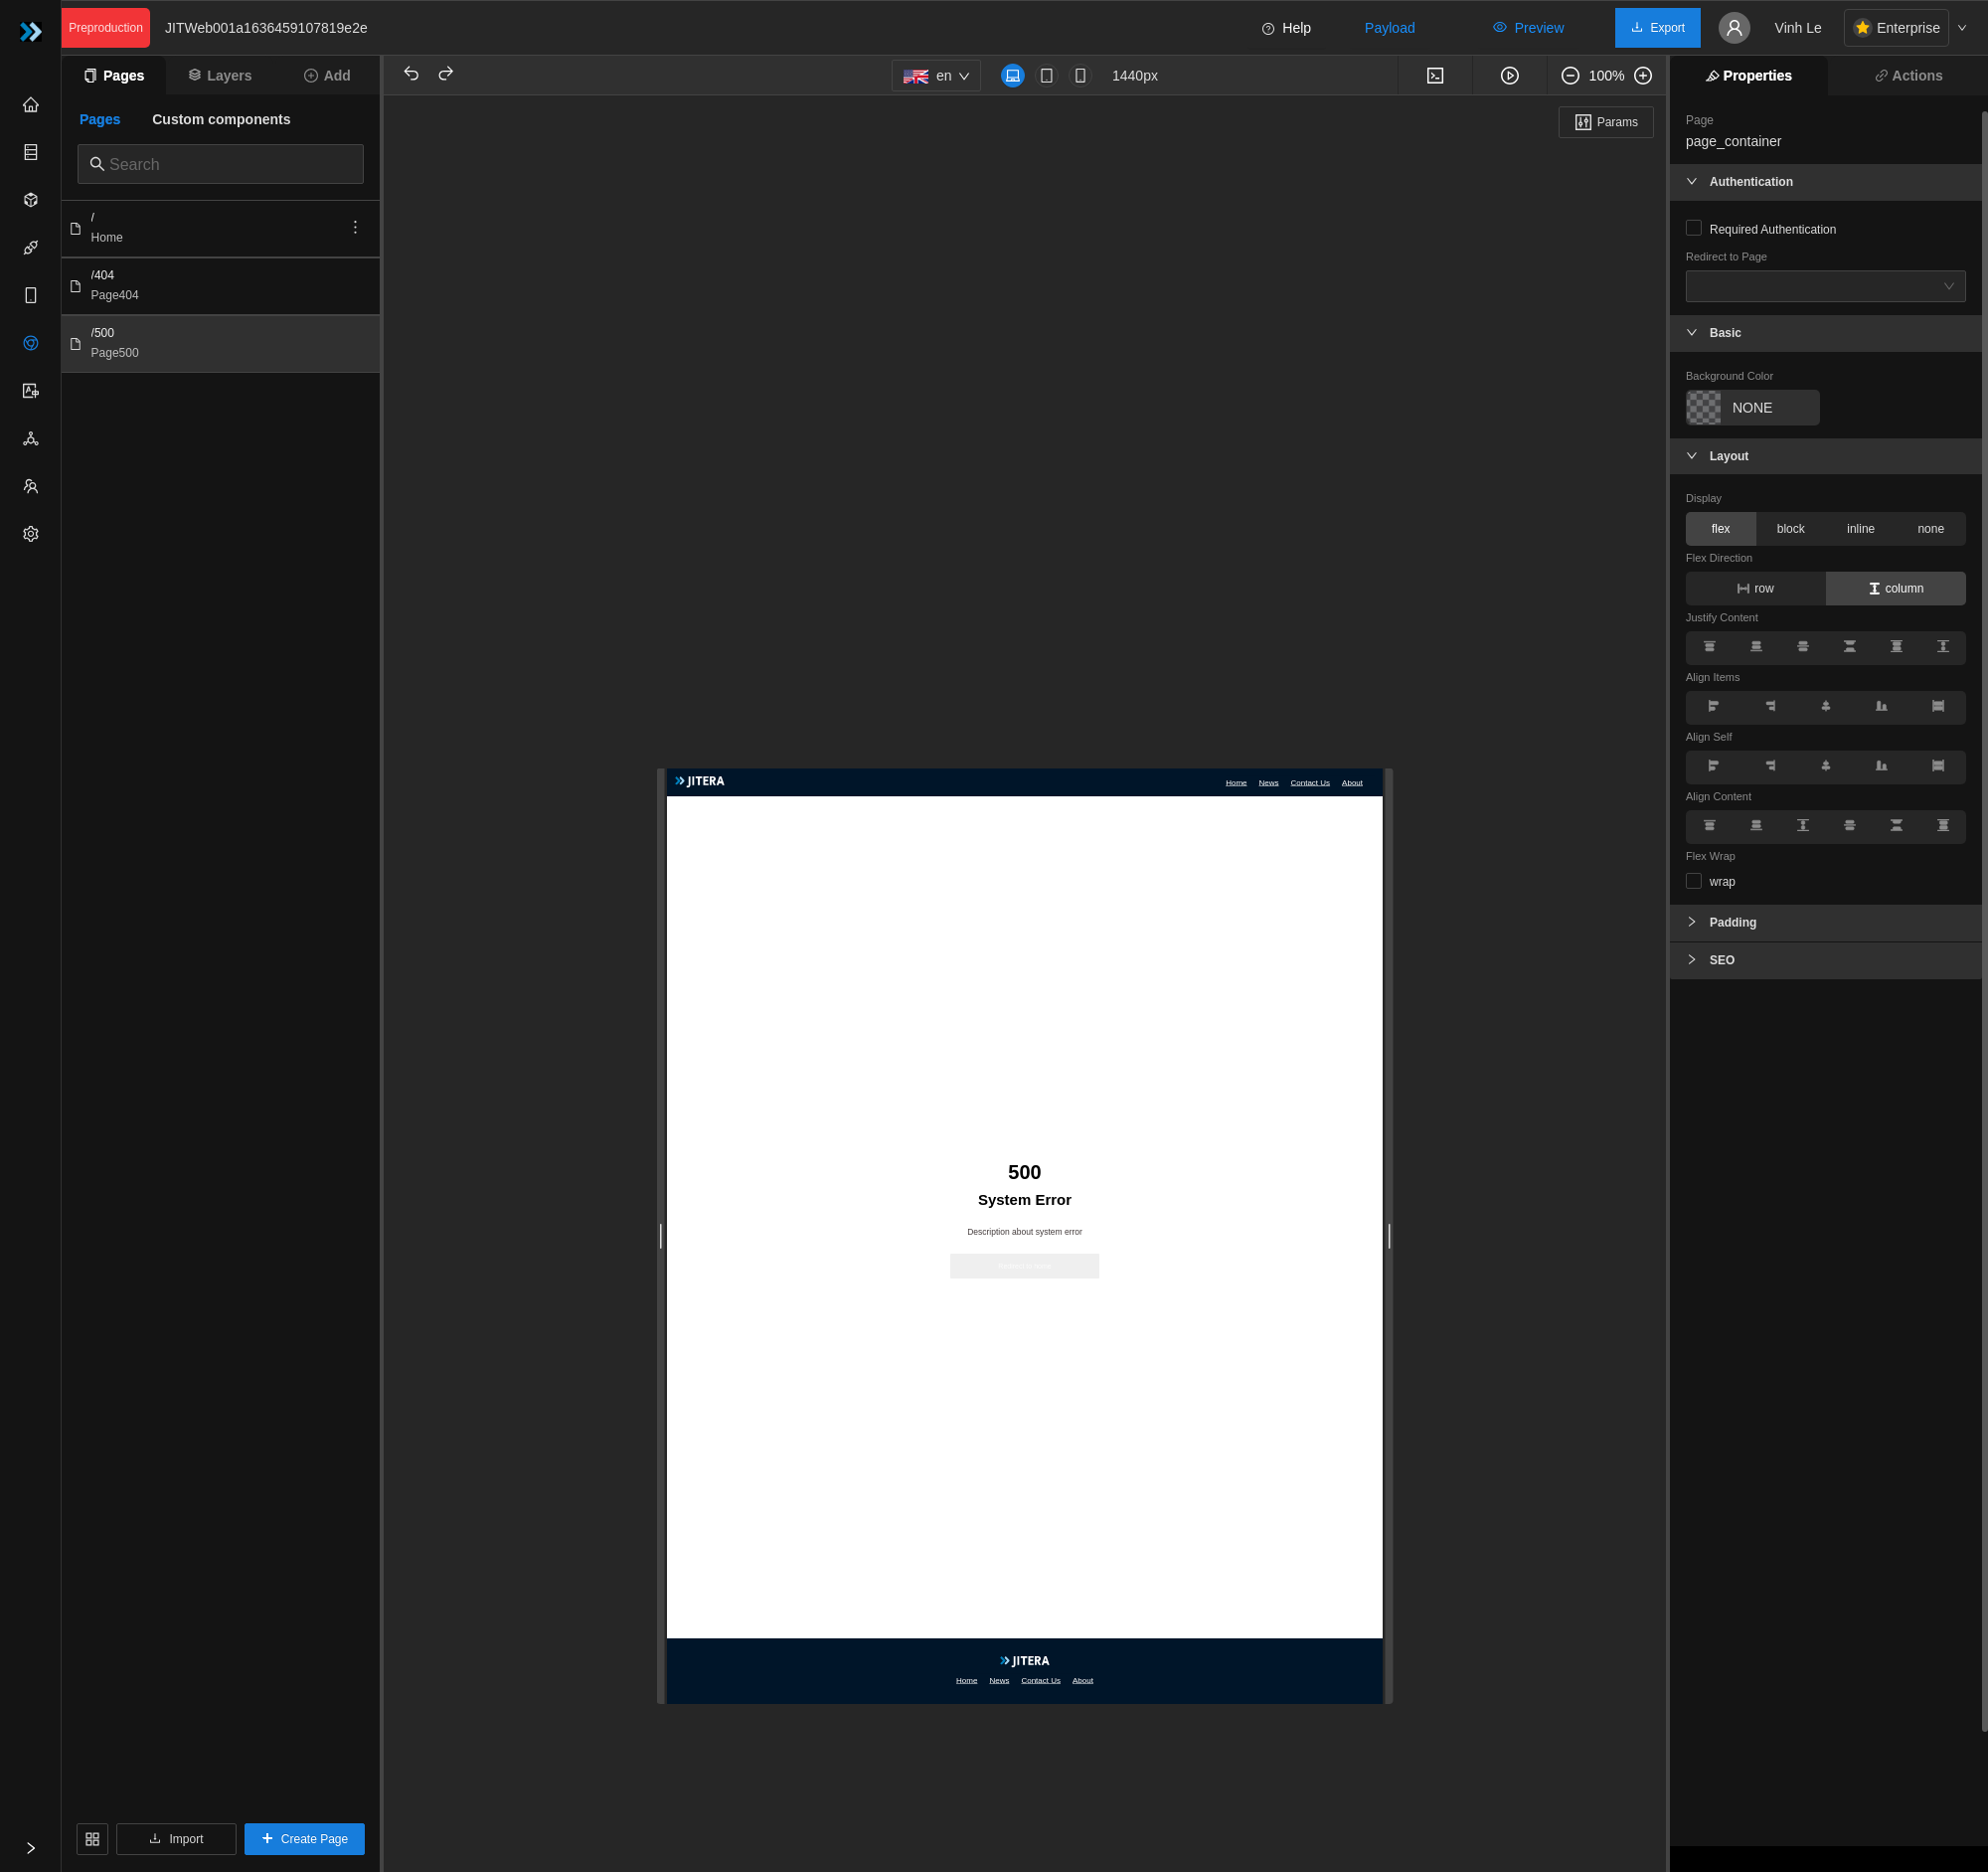 Preproduction
JITWeb001a1636459107819e2e
Help
Payload
Preview
Export
Vinh Le
Enterprise
Pages
Layers
Add
en
1440px
100%
Properties
Actions
Pages
Custom components
Search
/
Home
/404
Page404
/500
Page500
Import
Create Page
Params
JITERA
Home
News
Contact Us
About
500
System Error
Description about system error
JITERA
Home
News
Contact Us
About
Page
page_container
Authentication
Required Authentication
Redirect to Page
Basic
Background Color
NONE
Layout
Display
flex
block
inline
none
Flex Direction
row
column
Justify Content
Align Items
Align Self
Align Content
Flex Wrap
wrap
Padding
SEO